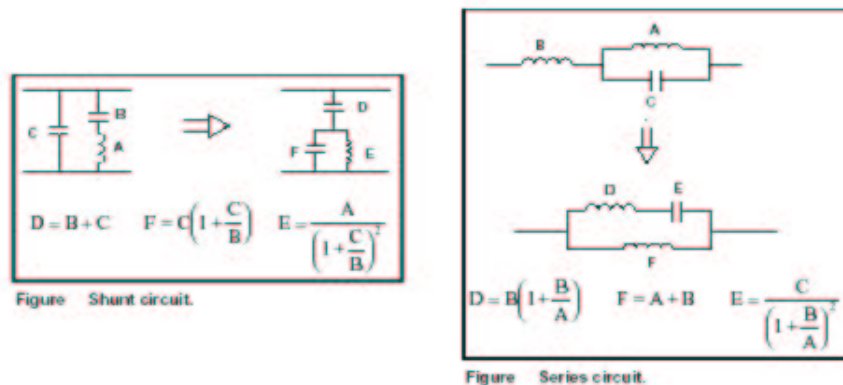 C
B
A
D
F
E
D = B + C F = C(1 + C/B) E = A/(1 + C/B)²
Figure Shunt circuit.
A
B
C
D
E
F
D = B(1 + B/A) F = A + B E = C/(1 + B/A)²
Figure Series circuit.